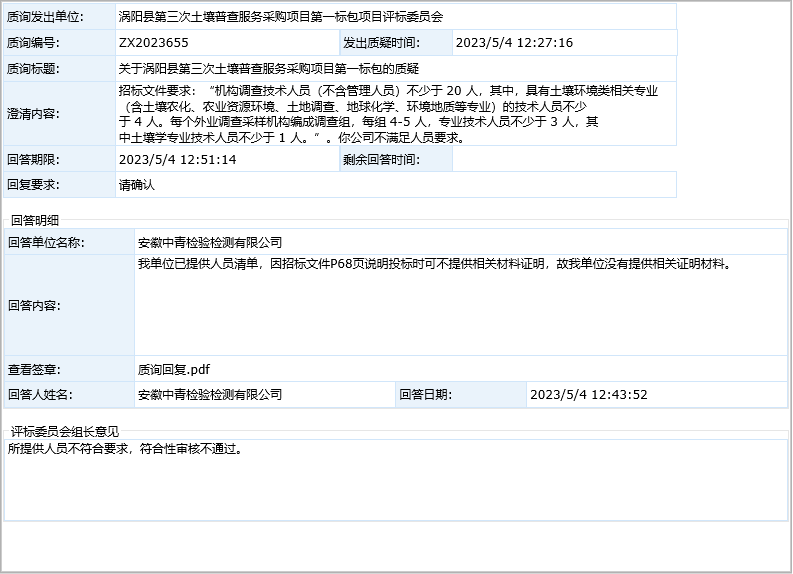 质询发出单位: 涡阳县第三次土壤普查服务采购项目第一标包项目评标委员会
质询编号: ZX2023655 发出质疑时间: 2023/5/4 12:27:16
质询标题: 关于涡阳县第三次土壤普查服务采购项目第一标包的质疑
澄清内容: 招标文件要求：“机构调查技术人员（不含管理人员）不少于 20 人，其中，具有土壤环境类相关专业
（含土壤农化、农业资源环境、土地调查、地球化学、环境地质等专业）的技术人员不少
于 4 人。每个外业调查采样机构编成调查组，每组 4-5 人，专业技术人员不少于 3 人，其
中土壤学专业技术人员不少于 1 人。”。你公司不满足人员要求。
回答期限: 2023/5/4 12:51:14 剩余回答时间:
回复要求: 请确认
回答明细
回答单位名称: 安徽中青检验检测有限公司
回答内容: 我单位已提供人员清单，因招标文件P68页说明投标时可不提供相关材料证明，故我单位没有提供相关证明材料。
查看签章: 质询回复.pdf
回答人姓名: 安徽中青检验检测有限公司 回答日期: 2023/5/4 12:43:52
评标委员会组长意见
所提供人员不符合要求，符合性审核不通过。